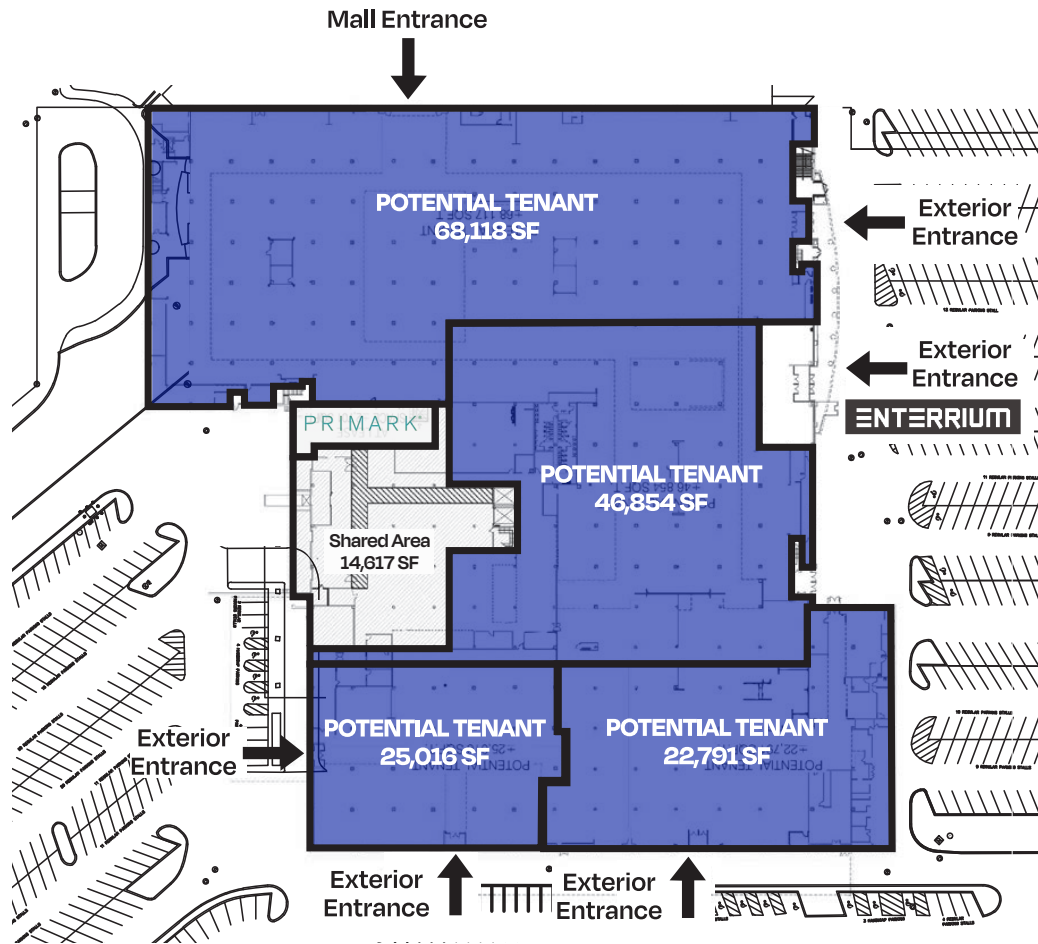 Mall Entrance
POTENTIAL TENANT
68,118 SF
Exterior
Entrance
Exterior
Entrance
ENTERRIUM
PRIMARK
POTENTIAL TENANT
46,854 SF
Shared Area
14,617 SF
POTENTIAL TENANT
25,016 SF
POTENTIAL TENANT
22,791 SF
Exterior
Entrance
Exterior
Entrance
Exterior
Entrance